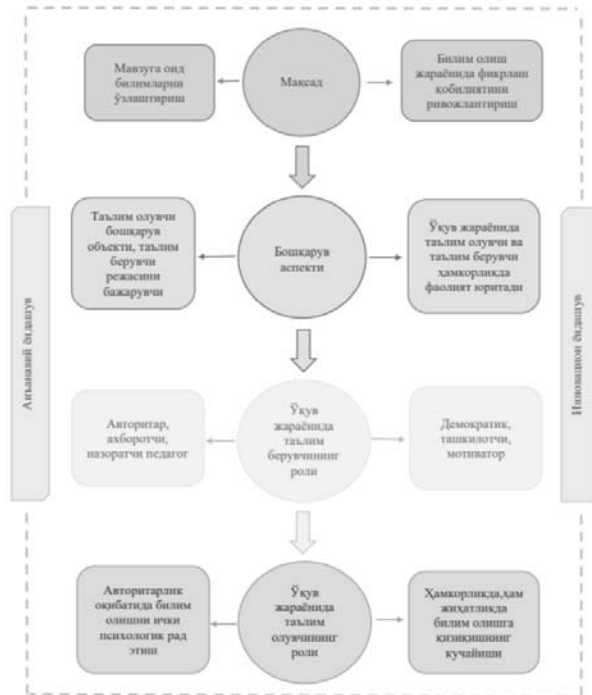 Мавзуга оид
билимларни
ўзлаштириш
Мақсад
Билим олиш
жараёнида фикрлаш
қобилиятини
ривожлантириш
Таълим олувчи
бошқарув
объекти, таълим
берувчи
режасини
бажарувчи
Бошқарув
аспекти
Ўқув жараёнида
таълим олувчи ва
таълим берувчи
ҳамкорликда
фаолият юритади
Анъанавий ёндашув
Инновацион ёндашув
Авторитар,
ахборотчи,
назоратчи педагог
Ўқув
жараёнида
таълим
берувчининг
роли
Демократик,
ташкилотчи,
мотиватор
Авторитарлик
оқибатида билим
олишни ички
психологик рад
этиш
Ўқув
жараёнида
таълим
олувчининг
роли
Ҳамкорликда,ҳам
жиҳатликда
билим олишга
қизиқишнинг
кучайиши